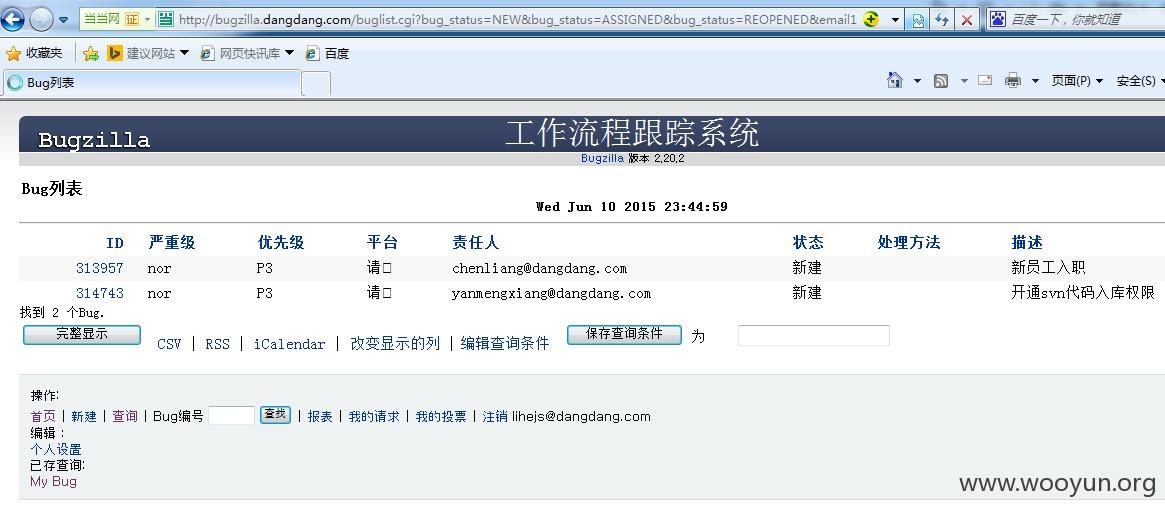 当当网 证 http://bugzilla.dangdang.com/buglist.cgi?bug_status=NEW&bug_status=ASSIGNED&bug_status=REOPENED&email1 百度一下，你就知道
收藏夹 建议网站 网页快讯库 百度
Bug列表 页面(P) 安全(S)
Bugzilla 工作流程跟踪系统
Bugzilla 版本 2.20.2
Bug列表
Wed Jun 10 2015 23:44:59
ID 严重级 优先级 平台 责任人 状态 处理方法 描述
313957 nor P3 请 chenliang@dangdang.com 新建 新员工入职
314743 nor P3 请 yanmengxiang@dangdang.com 新建 开通svn代码入库权限
找到 2 个Bug.
完整显示 CSV | RSS | iCalendar | 改变显示的列 | 编辑查询条件 保存查询条件 为
操作:
首页 | 新建 | 查询 | Bug编号 查找 | 报表 | 我的请求 | 我的投票 | 注销 lihejs@dangdang.com
编辑：
个人设置
已存查询:
My Bug
www.wooyun.org